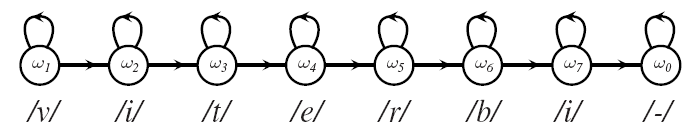 ω1 ω2 ω3 ω4 ω5 ω6 ω7 ω0
/v/ /i/ /t/ /e/ /r/ /b/ /i/ /-/